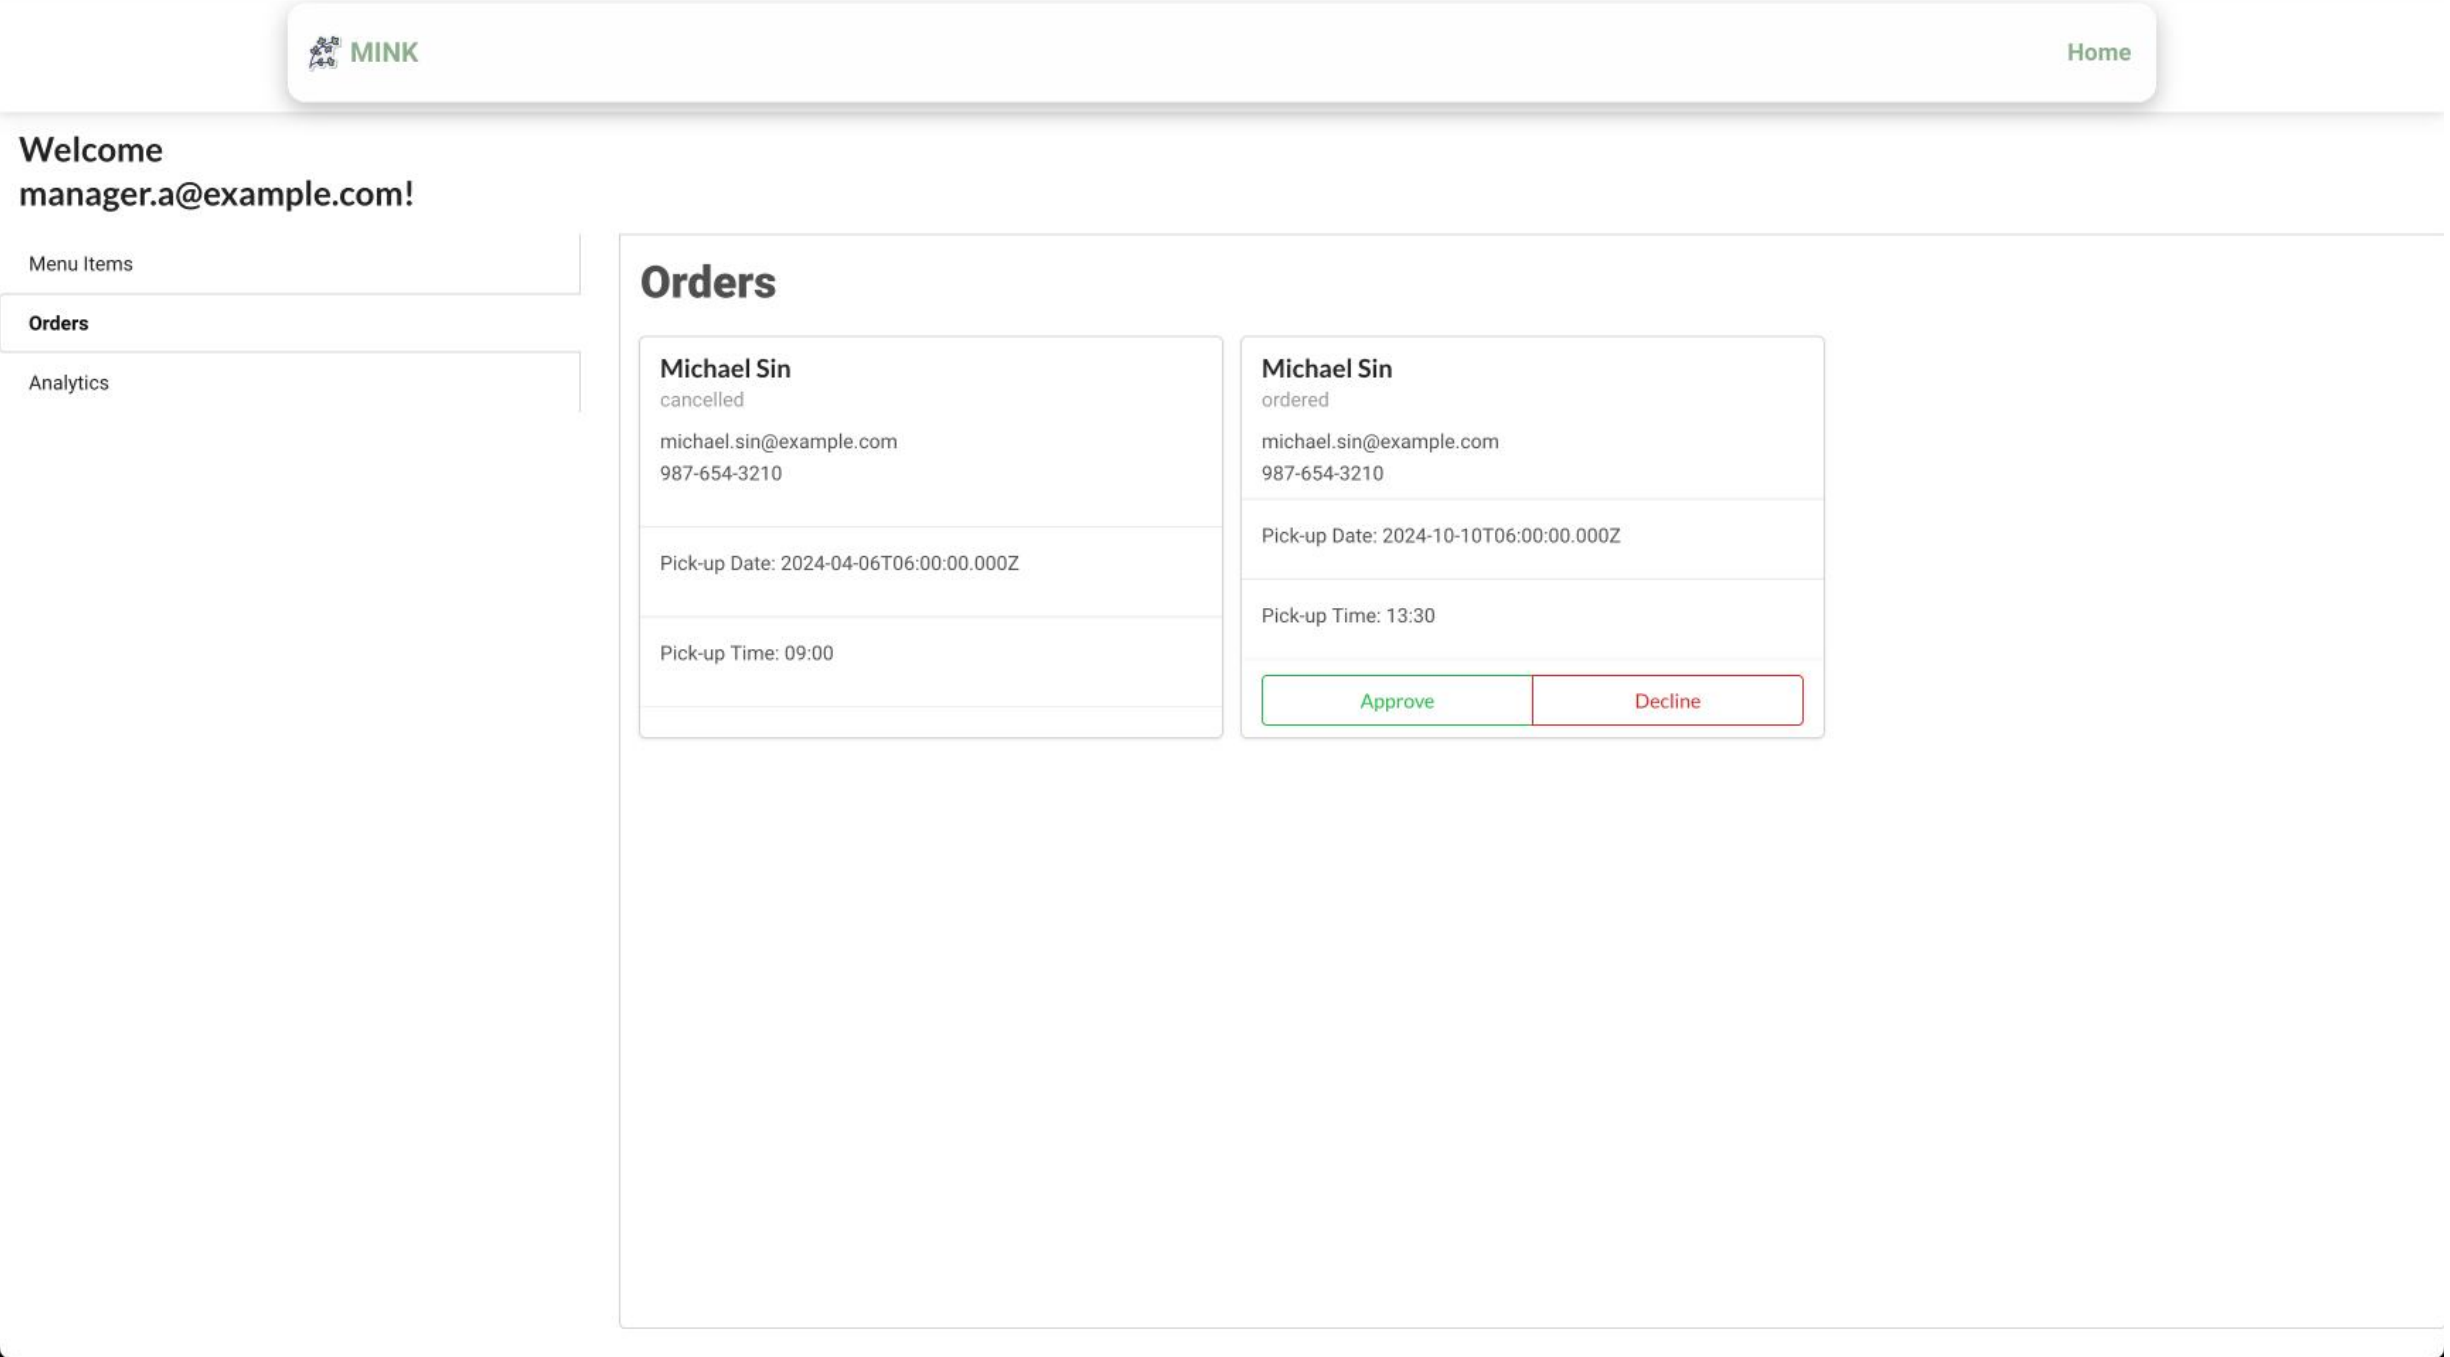 MINK
Home
Welcome
manager.a@example.com!
Menu Items
Orders
Analytics
Orders
Michael Sin
cancelled
michael.sin@example.com
987-654-3210
Pick-up Date: 2024-04-06T06:00:00.000Z
Pick-up Time: 09:00
Michael Sin
ordered
michael.sin@example.com
987-654-3210
Pick-up Date: 2024-10-10T06:00:00.000Z
Pick-up Time: 13:30
Approve
Decline